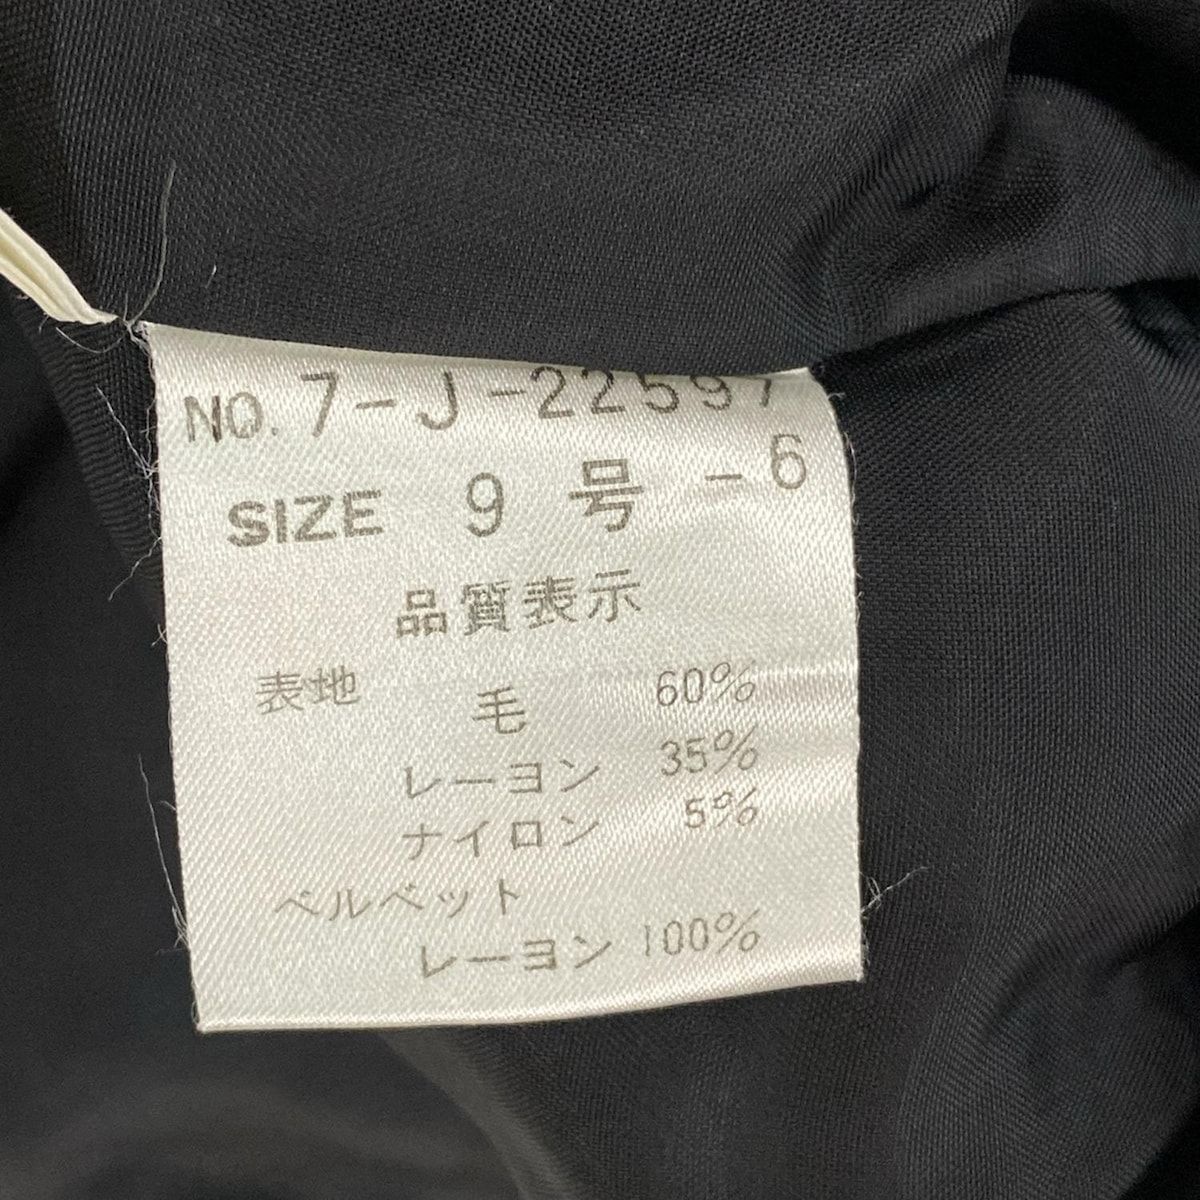 NO. 7-J-22597
SIZE 9 号 -6
品質表示
表地 毛 60%
レーヨン 35%
ナイロン 5%
ベルベット
レーヨン 100%